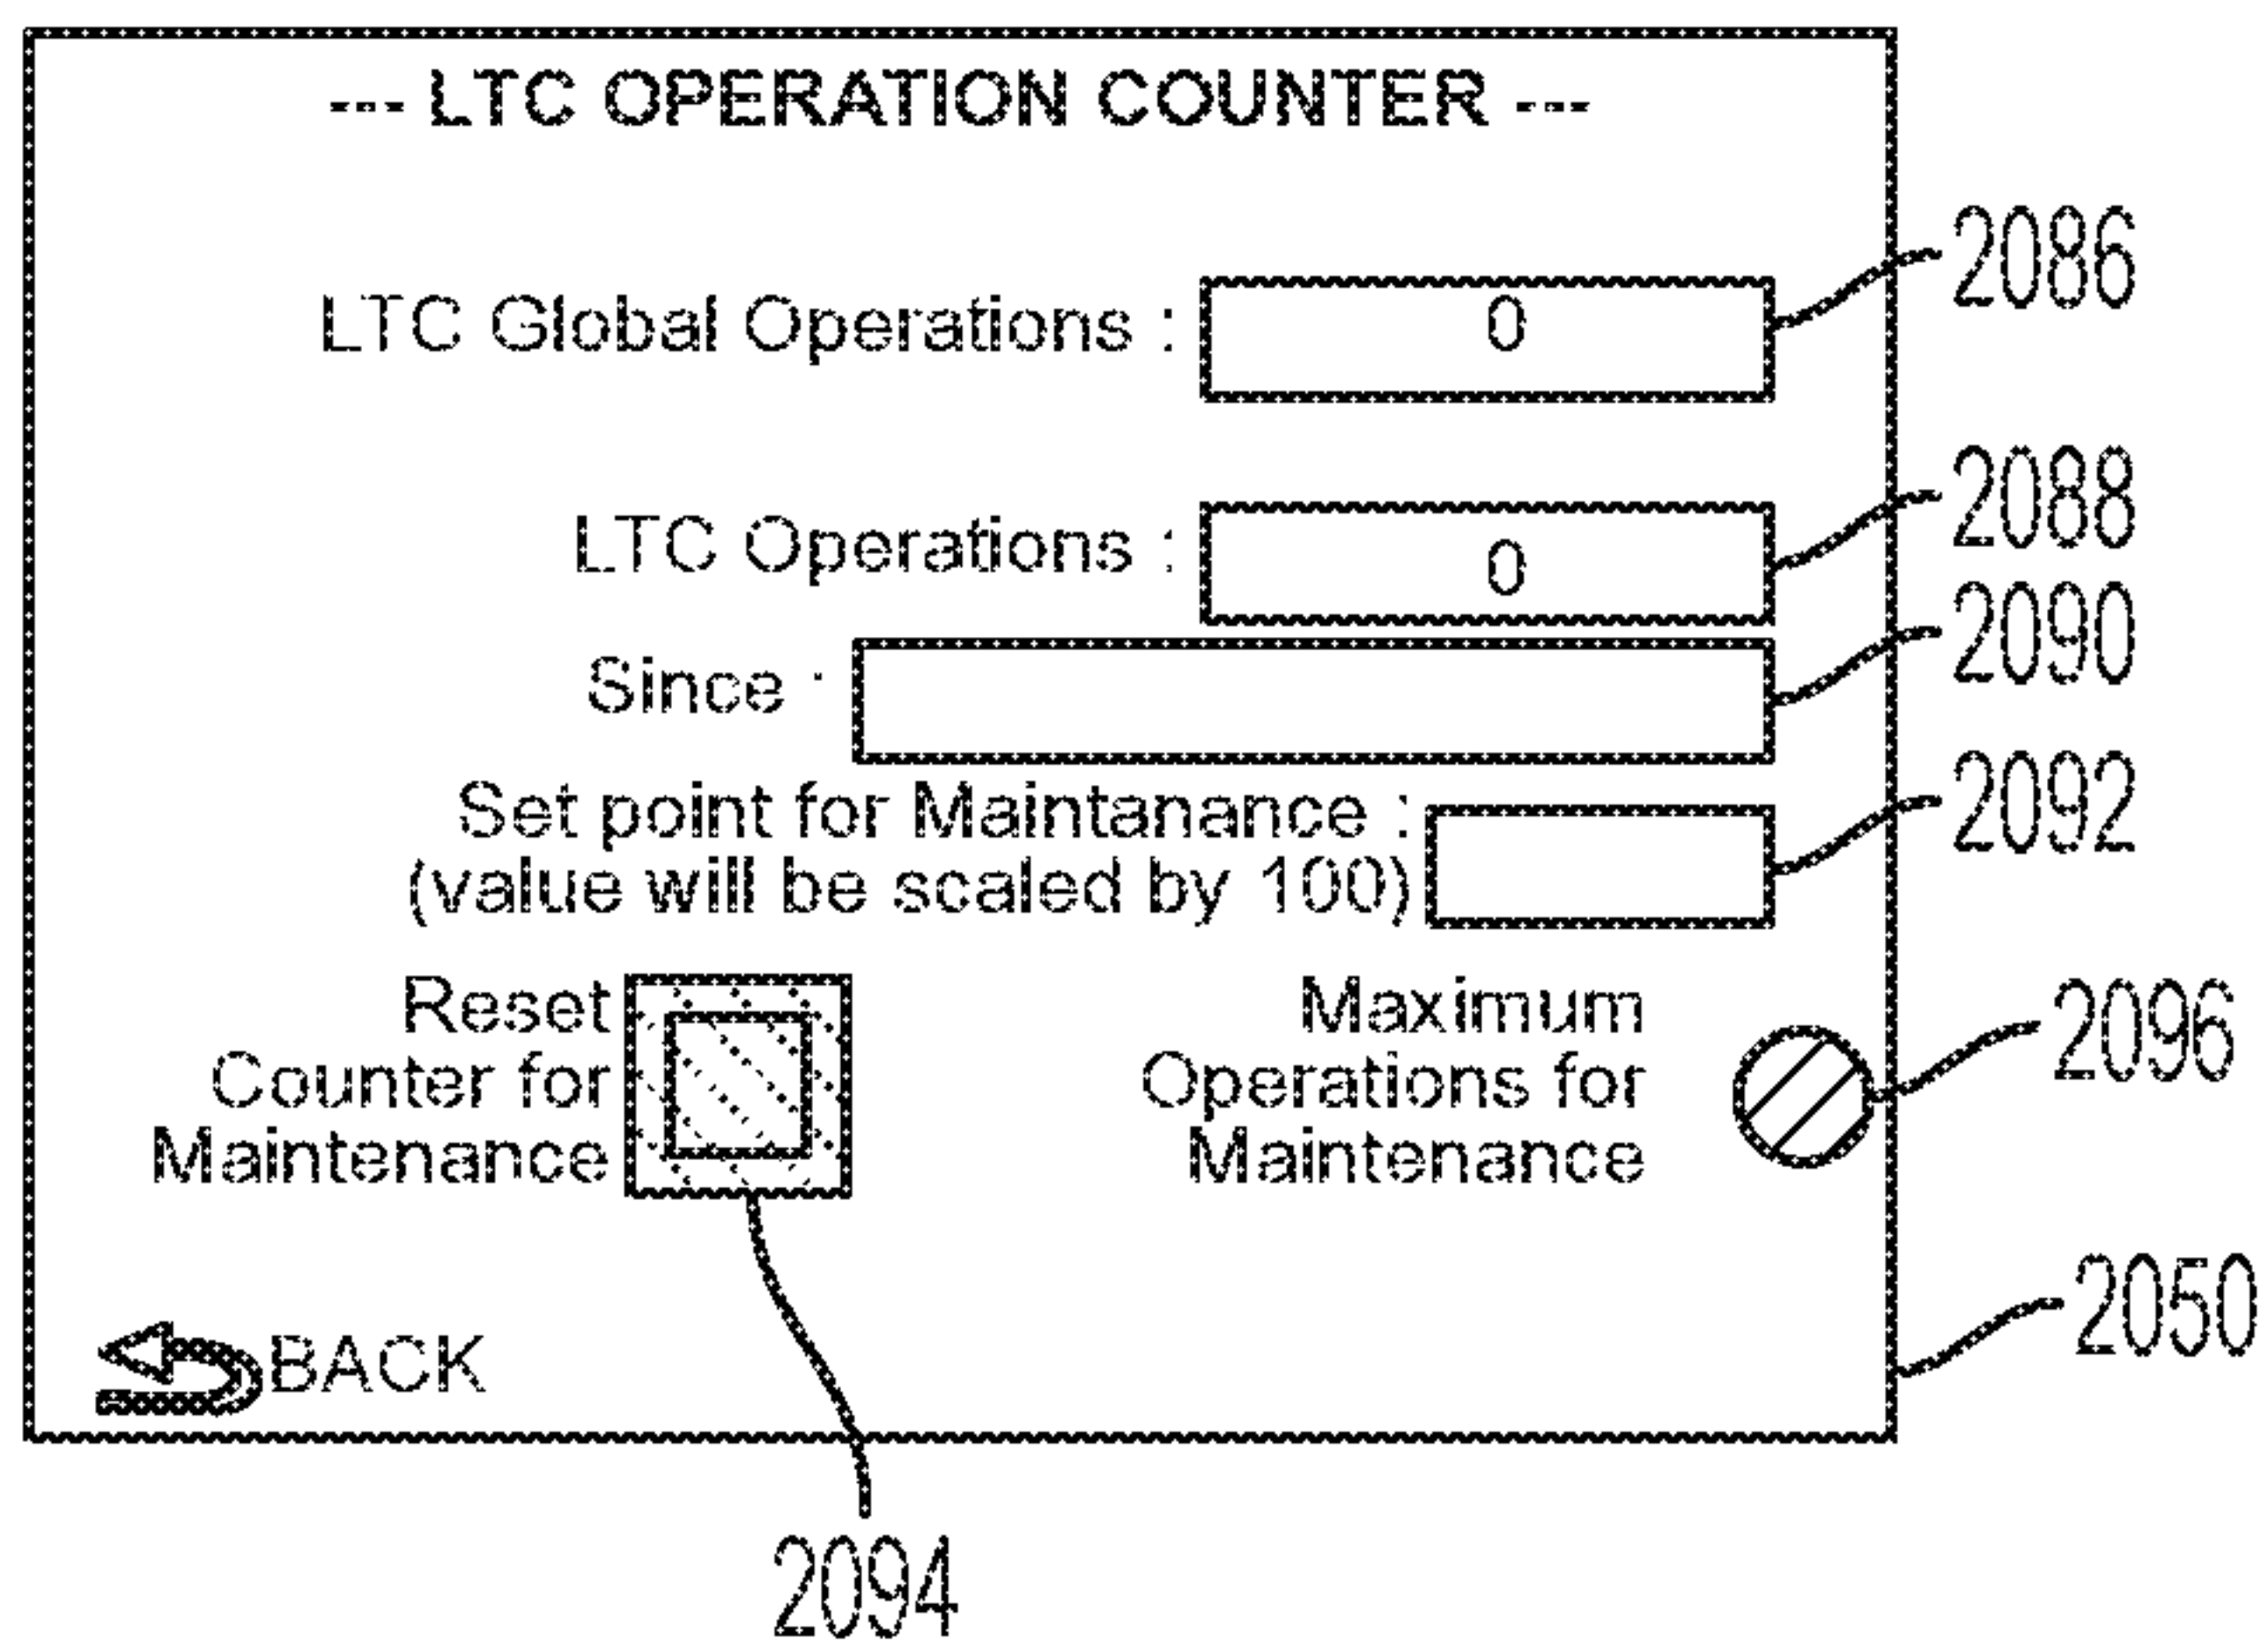 --- LTC OPERATION COUNTER ---
2086
LTC Global Operations : 0
2088
LTC Operations : 0
2090
Since :
2092
Set point for Maintanance :
(value will be scaled by 100)
Reset
Counter for
Maintenance
Maximum
Operations for
Maintenance
2096
2050
BACK
2094